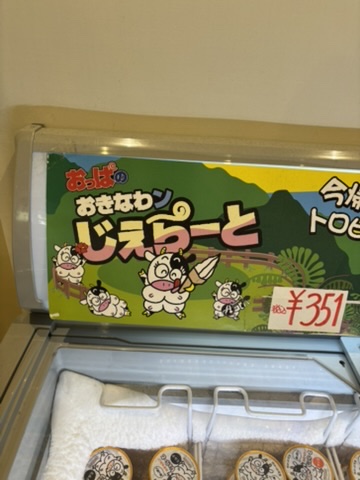 おっぱの
おきなわン
じぇらーと
今
トロピ
税込
¥351